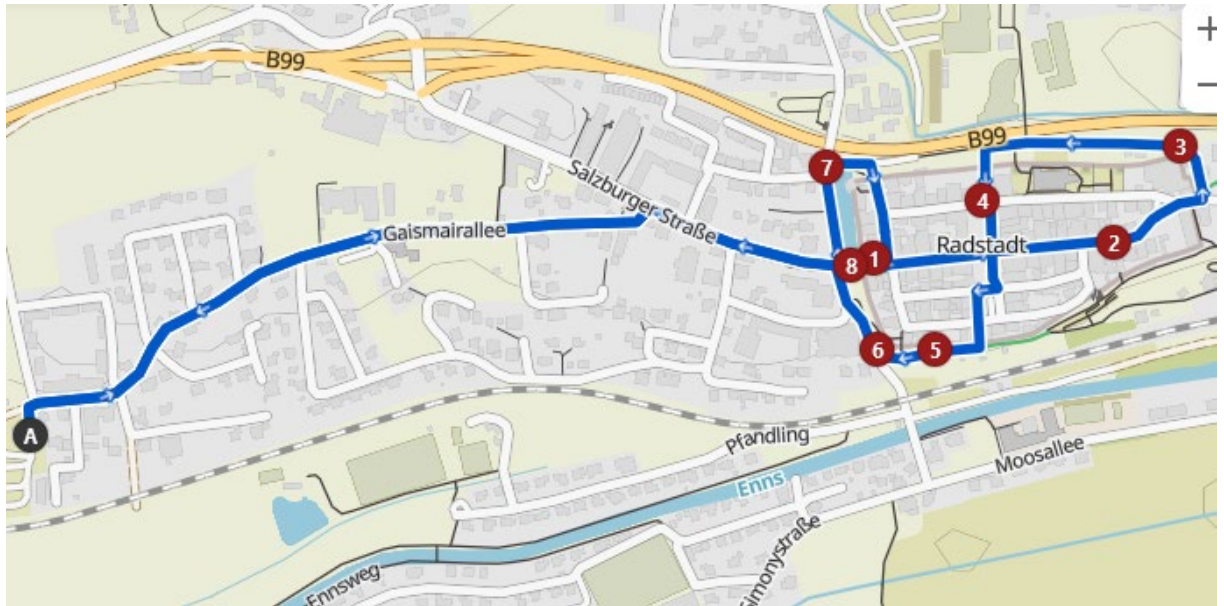 +
−
B99
B99
3
7
Salzburger Straße
4
Gaismairallee
Radstadt
2
8
1
6
5
A
Pfandling
Moosallee
Enns
Simonystraße
Ennsweg